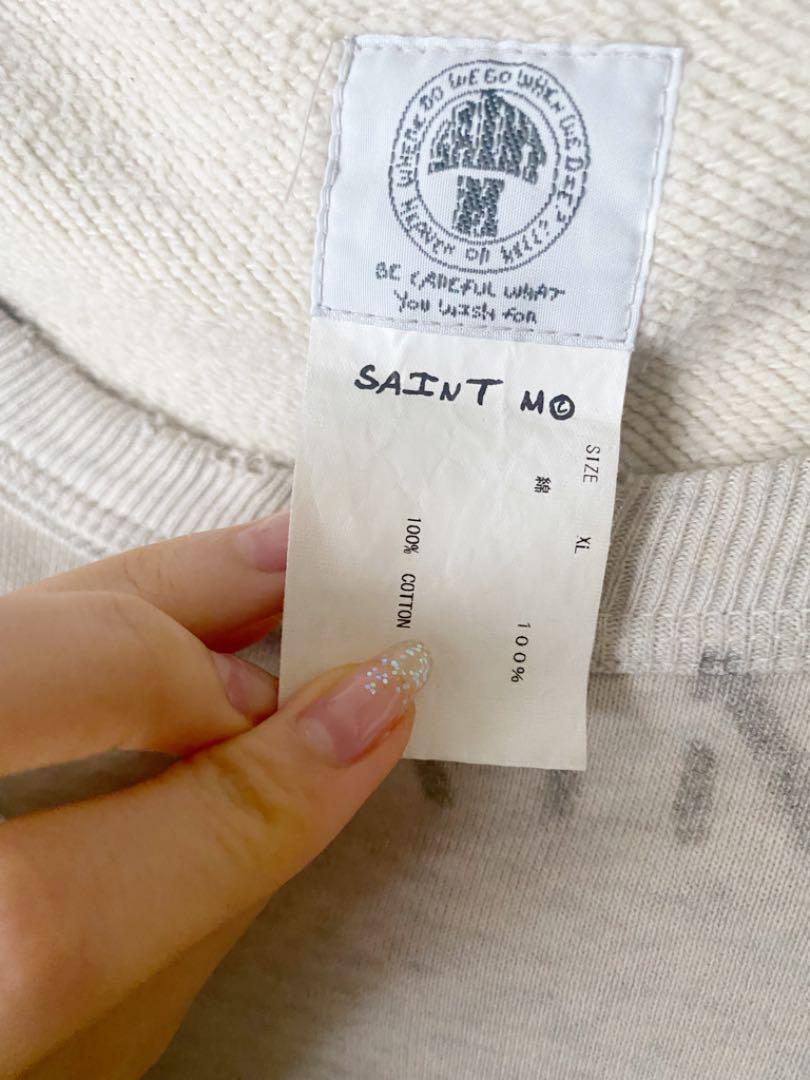 WHERE DO WE GO WHEN WE DIE?
HEAVEN OR HELL?
BE CAREFUL WHAT
YOU WISH FOR
SAINT M
SIZE XL
綿 100%
100% COTTON